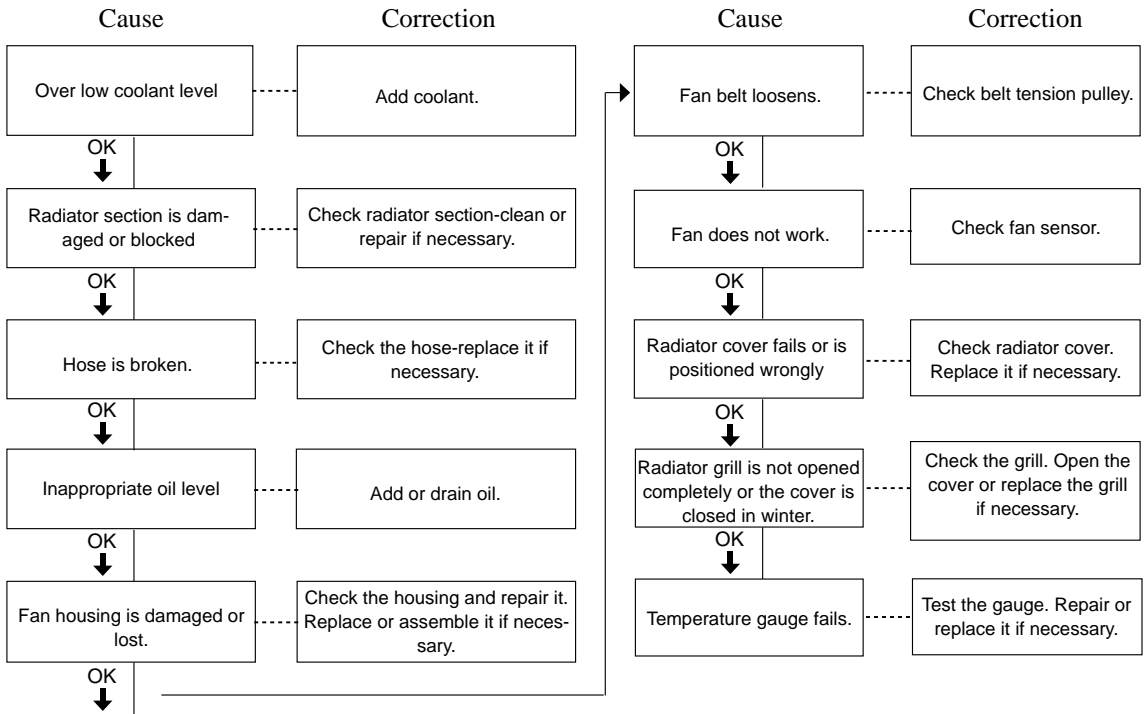 Cause
Correction
Over low coolant level
Add coolant.
OK
Radiator section is dam-
aged or blocked
Check radiator section-clean or
repair if necessary.
OK
Hose is broken.
Check the hose-replace it if
necessary.
OK
Inappropriate oil level
Add or drain oil.
OK
Fan housing is damaged or
lost.
Check the housing and repair it.
Replace or assemble it if neces-
sary.
OK
Cause
Correction
Fan belt loosens.
Check belt tension pulley.
OK
Fan does not work.
Check fan sensor.
OK
Radiator cover fails or is
positioned wrongly
Check radiator cover.
Replace it if necessary.
OK
Radiator grill is not opened
completely or the cover is
closed in winter.
Check the grill. Open the
cover or replace the grill
if necessary.
OK
Temperature gauge fails.
Test the gauge. Repair or
replace it if necessary.